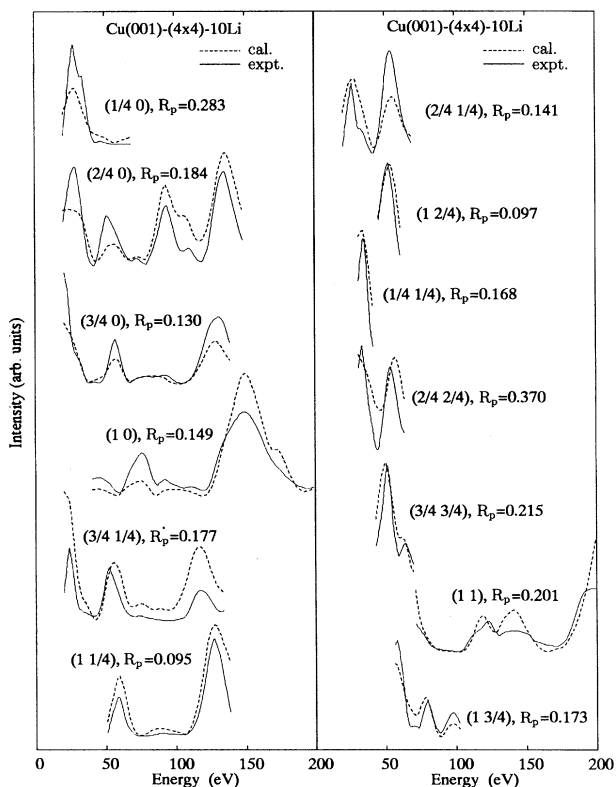 Cu(001)-(4x4)-10Li
cal.
expt.
(1/4 0), Rp=0.283
(2/4 0), Rp=0.184
(3/4 0), Rp=0.130
(1 0), Rp=0.149
(3/4 1/4), Rp=0.177
(1 1/4), Rp=0.095
Cu(001)-(4x4)-10Li
cal.
expt.
(2/4 1/4), Rp=0.141
(1 2/4), Rp=0.097
(1/4 1/4), Rp=0.168
(2/4 2/4), Rp=0.370
(3/4 3/4), Rp=0.215
(1 1), Rp=0.201
(1 3/4), Rp=0.173
Intensity (arb. units)
0 50 100 150 200 50 100 150 200
Energy (eV) Energy (eV)